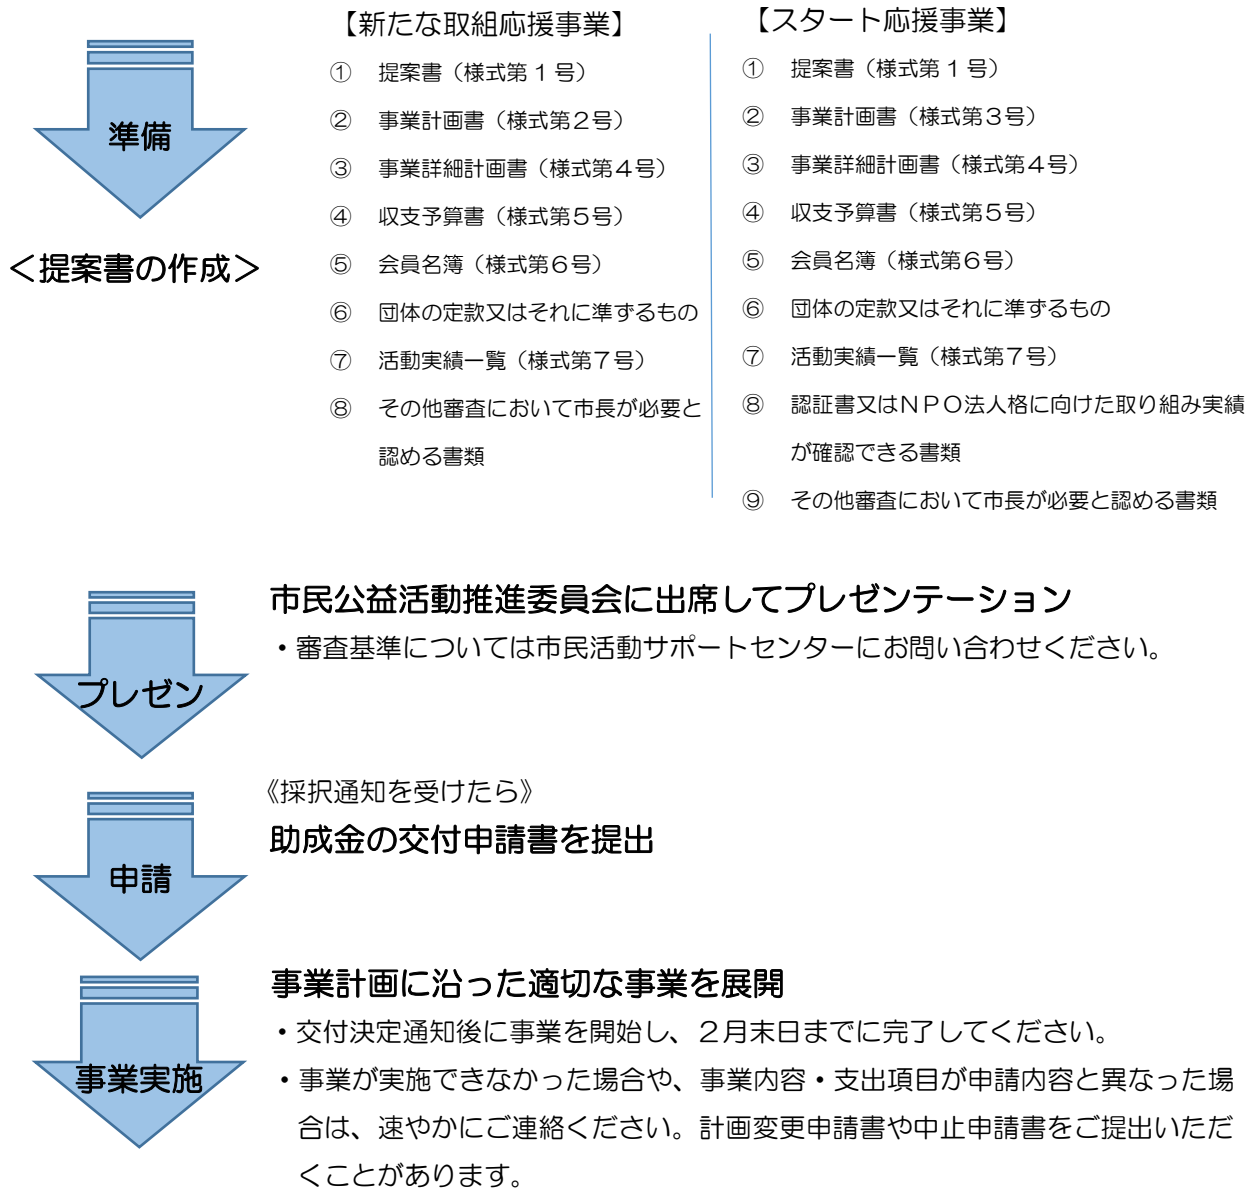 準備
＜提案書の作成＞
【新たな取組応援事業】
① 提案書（様式第１号）
② 事業計画書（様式第２号）
③ 事業詳細計画書（様式第４号）
④ 収支予算書（様式第５号）
⑤ 会員名簿（様式第６号）
⑥ 団体の定款又はそれに準ずるもの
⑦ 活動実績一覧（様式第７号）
⑧ その他審査において市長が必要と
認める書類
【スタート応援事業】
① 提案書（様式第１号）
② 事業計画書（様式第３号）
③ 事業詳細計画書（様式第４号）
④ 収支予算書（様式第５号）
⑤ 会員名簿（様式第６号）
⑥ 団体の定款又はそれに準ずるもの
⑦ 活動実績一覧（様式第７号）
⑧ 認証書又はＮＰＯ法人格に向けた取り組み実績
が確認できる書類
⑨ その他審査において市長が必要と認める書類
プレゼン
市民公益活動推進委員会に出席してプレゼンテーション
・審査基準については市民活動サポートセンターにお問い合わせください。
申請
《採択通知を受けたら》
助成金の交付申請書を提出
事業実施
事業計画に沿った適切な事業を展開
・交付決定通知後に事業を開始し、２月末日までに完了してください。
・事業が実施できなかった場合や、事業内容・支出項目が申請内容と異なった場
合は、速やかにご連絡ください。計画変更申請書や中止申請書をご提出いただ
くことがあります。